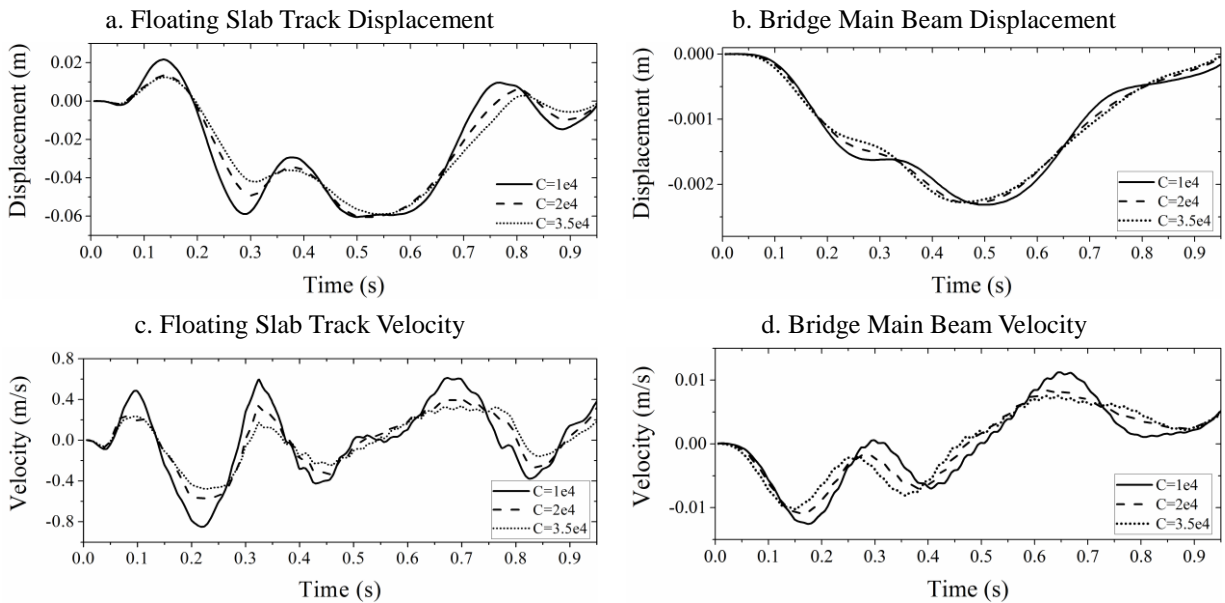 a. Floating Slab Track Displacement
Displacement (m)
0.02
0.00
-0.02
-0.04
-0.06
C=1e4
C=2e4
C=3.5e4
0.0 0.1 0.2 0.3 0.4 0.5 0.6 0.7 0.8 0.9
Time (s)
b. Bridge Main Beam Displacement
Displacement (m)
0.000
-0.001
-0.002
C=1e4
C=2e4
C=3.5e4
0.0 0.1 0.2 0.3 0.4 0.5 0.6 0.7 0.8 0.9
Time (s)
c. Floating Slab Track Velocity
Velocity (m/s)
0.8
0.4
0.0
-0.4
-0.8
C=1e4
C=2e4
C=3.5e4
0.0 0.1 0.2 0.3 0.4 0.5 0.6 0.7 0.8 0.9
Time (s)
d. Bridge Main Beam Velocity
Velocity (m/s)
0.01
0.00
-0.01
C=1e4
C=2e4
C=3.5e4
0.0 0.1 0.2 0.3 0.4 0.5 0.6 0.7 0.8 0.9
Time (s)